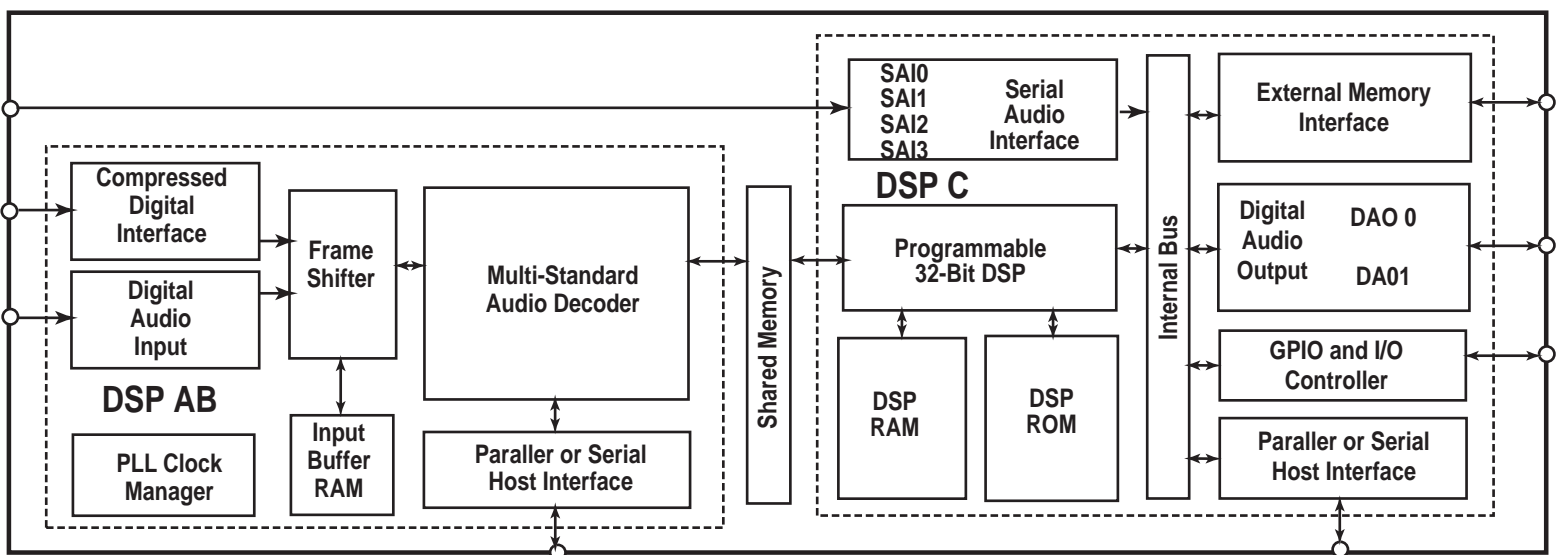 Compressed
Digital
Interface
Digital
Audio
Input
DSP AB
PLL Clock
Manager
Frame
Shifter
Input
Buffer
RAM
Multi-Standard
Audio Decoder
Paraller or Serial
Host Interface
Shared Memory
SAI0
SAI1
SAI2
SAI3
Serial
Audio
Interface
DSP C
Programmable
32-Bit DSP
DSP
RAM
DSP
ROM
Internal Bus
External Memory
Interface
Digital
Audio
Output
DAO 0
DA01
GPIO and I/O
Controller
Paraller or Serial
Host Interface